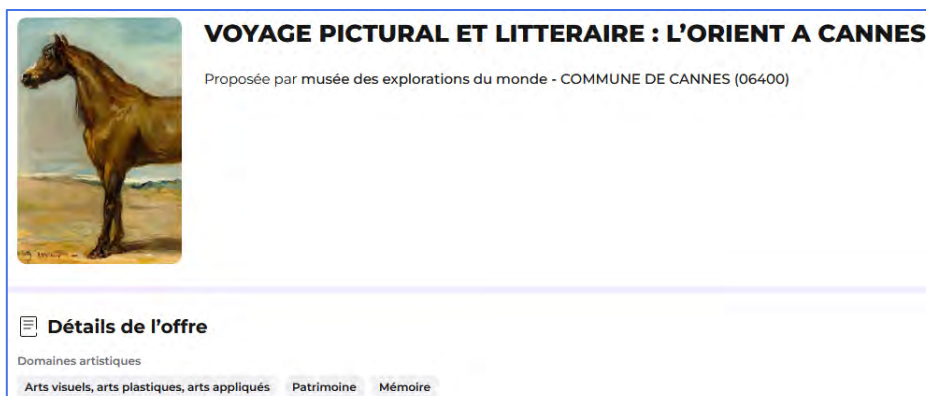 VOYAGE PICTURAL ET LITTERAIRE : L'ORIENT A CANNES
Proposée par musée des explorations du monde - COMMUNE DE CANNES (06400)
Détails de l'offre
Domaines artistiques
Arts visuels, arts plastiques, arts appliqués Patrimoine Mémoire